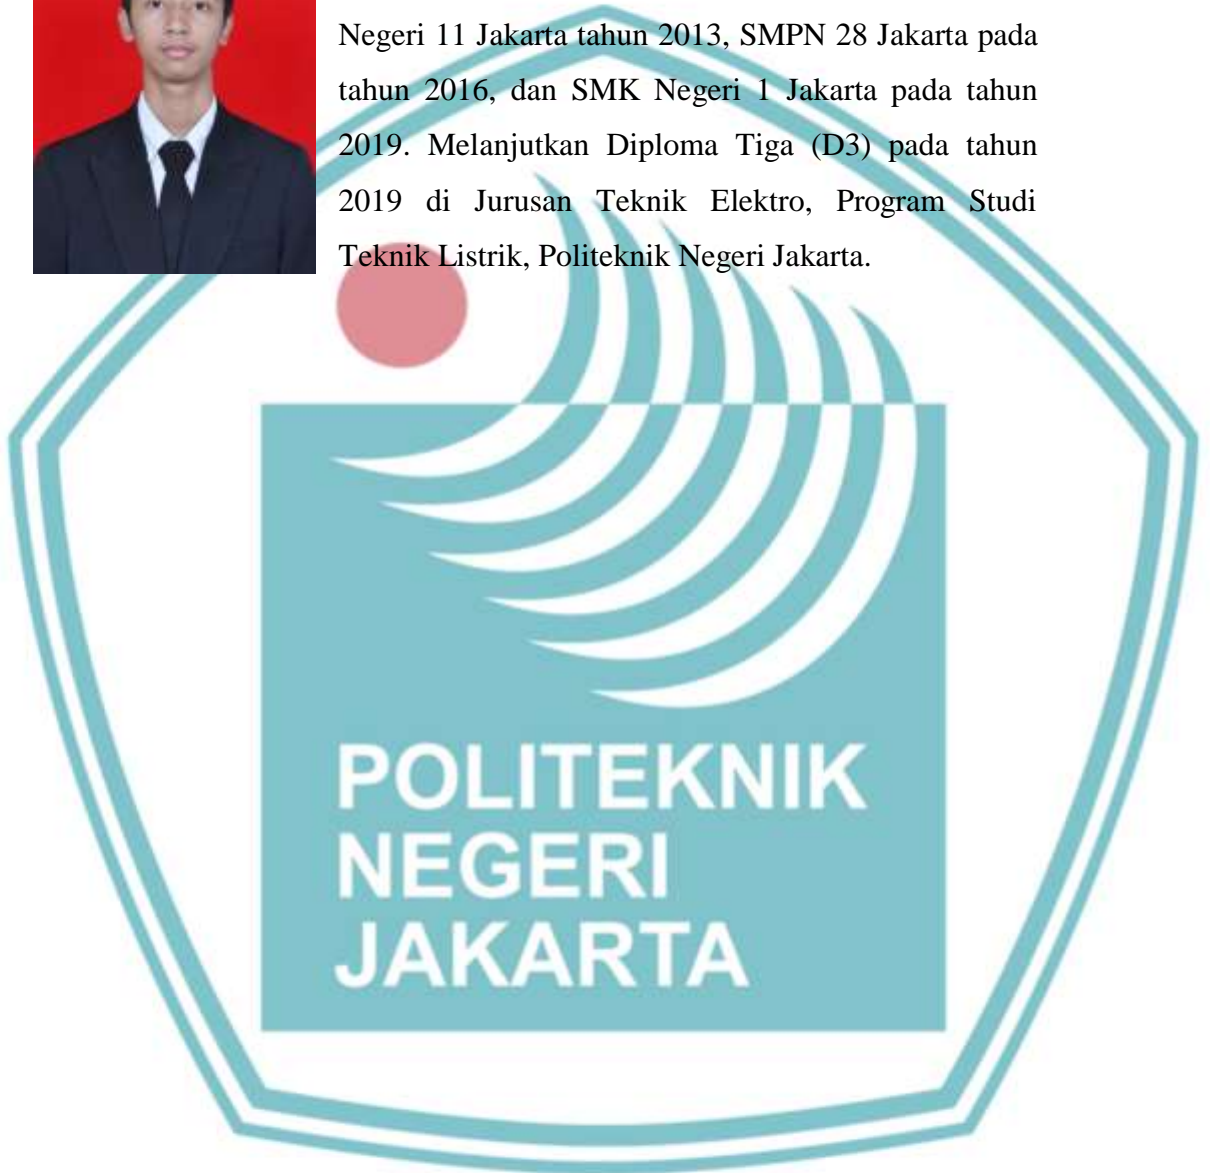 Negeri 11 Jakarta tahun 2013, SMPN 28 Jakarta pada
tahun 2016, dan SMK Negeri 1 Jakarta pada tahun
2019. Melanjutkan Diploma Tiga (D3) pada tahun
2019 di Jurusan Teknik Elektro, Program Studi
Teknik Listrik, Politeknik Negeri Jakarta.
POLITEKNIK
NEGERI
JAKARTA